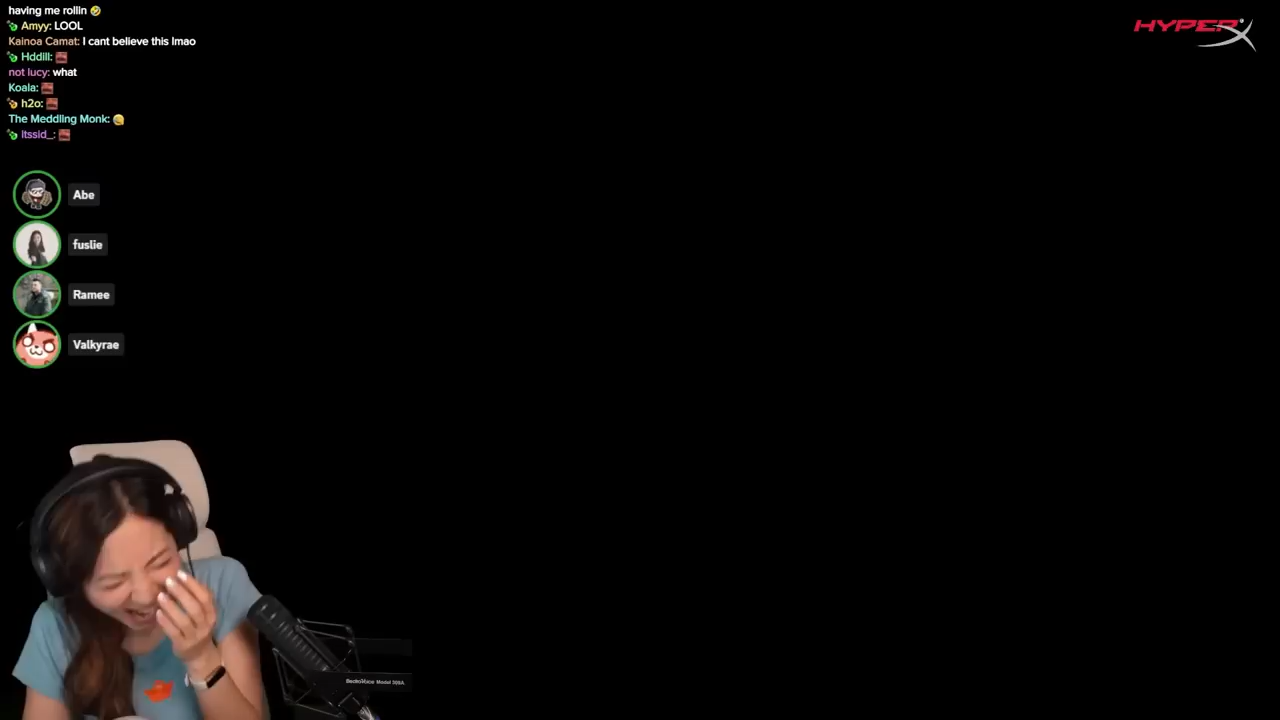 having me rollin
Amyy: LOOL
Kainoa Camat: I cant believe this lmao
Hddill:
not lucy: what
Koala:
h2o:
The Meddling Monk:
itssid_:
HYPERX
Abe
fuslie
Ramee
Valkyrae